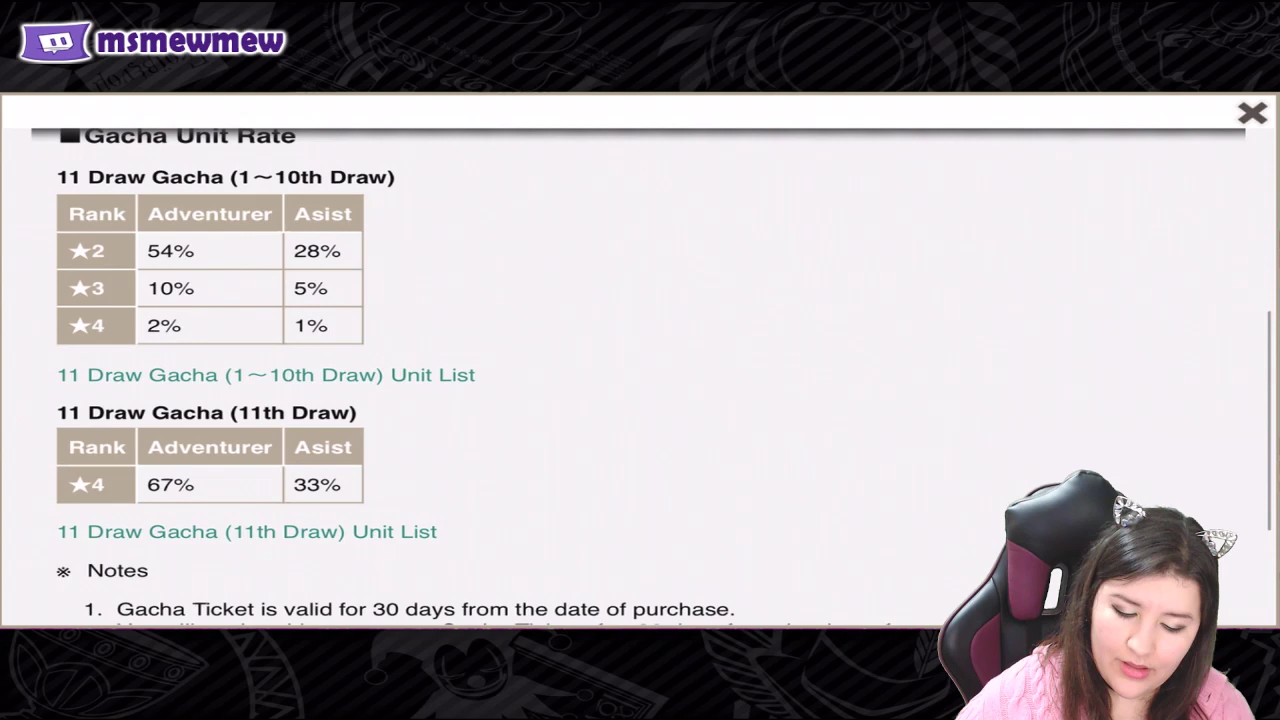 msmewmew
■Gacha Unit Rate
11 Draw Gacha (1～10th Draw)
Rank Adventurer Asist
★2 54% 28%
★3 10% 5%
★4 2% 1%
11 Draw Gacha (1～10th Draw) Unit List
11 Draw Gacha (11th Draw)
Rank Adventurer Asist
★4 67% 33%
11 Draw Gacha (11th Draw) Unit List
※ Notes
1. Gacha Ticket is valid for 30 days from the date of purchase.